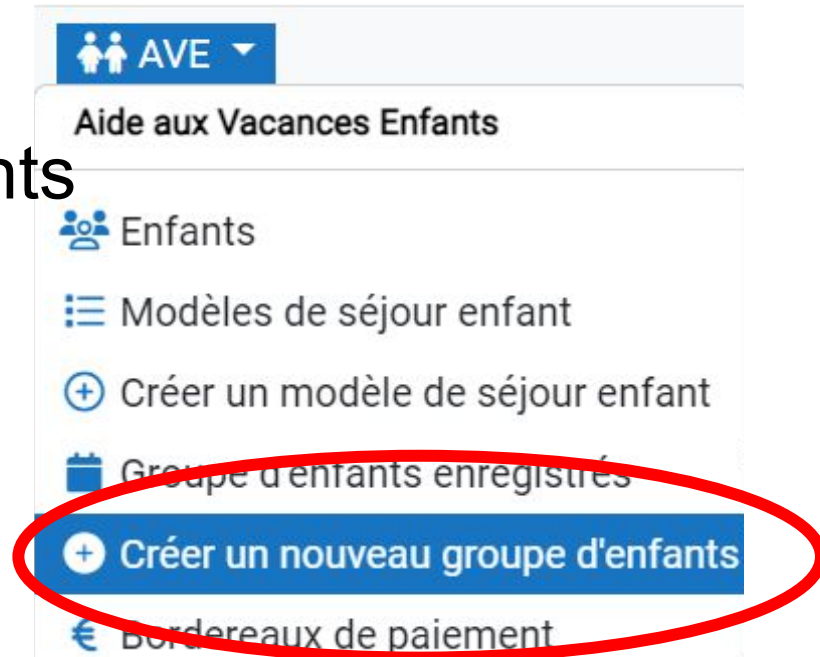 AVE
Aide aux Vacances Enfants
nts
Enfants
Modèles de séjour enfant
Créer un modèle de séjour enfant
Groupe d'enfants enregistrés
Créer un nouveau groupe d'enfants
€ Bordereaux de paiement